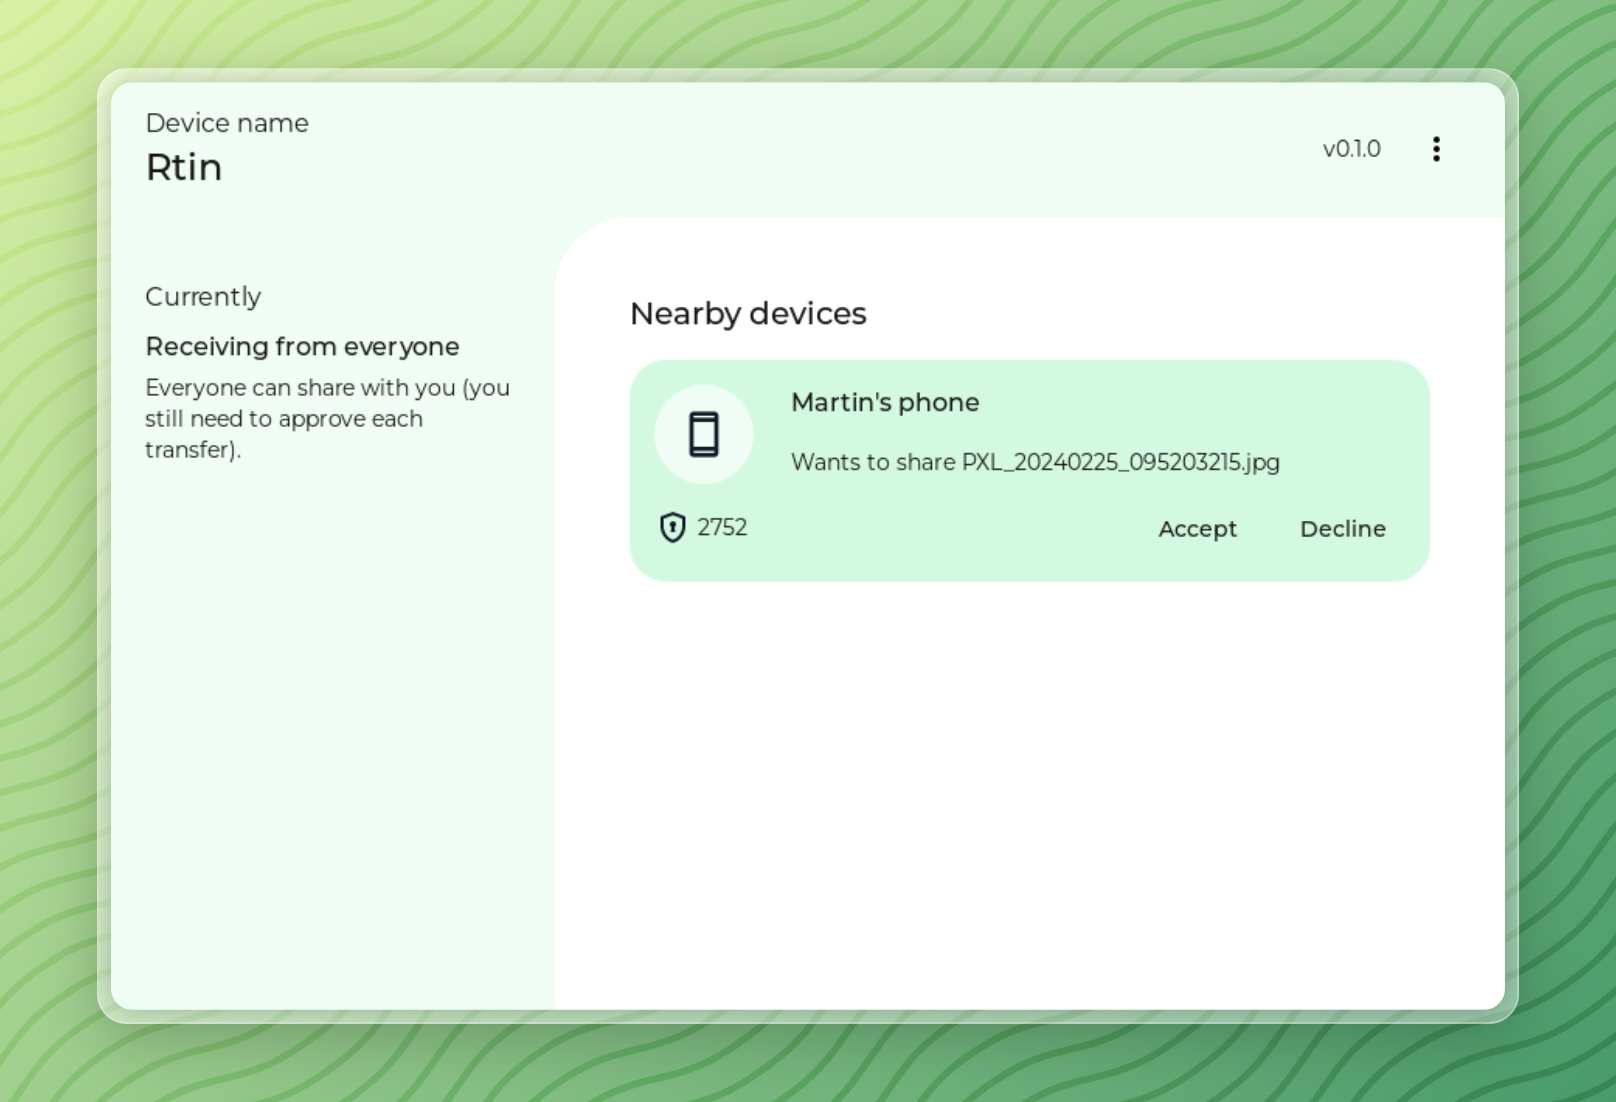 Device name
Rtin
v0.1.0
Currently
Receiving from everyone
Everyone can share with you (you
still need to approve each
transfer).
Nearby devices
Martin's phone
Wants to share PXL_20240225_095203215.jpg
2752
Accept
Decline